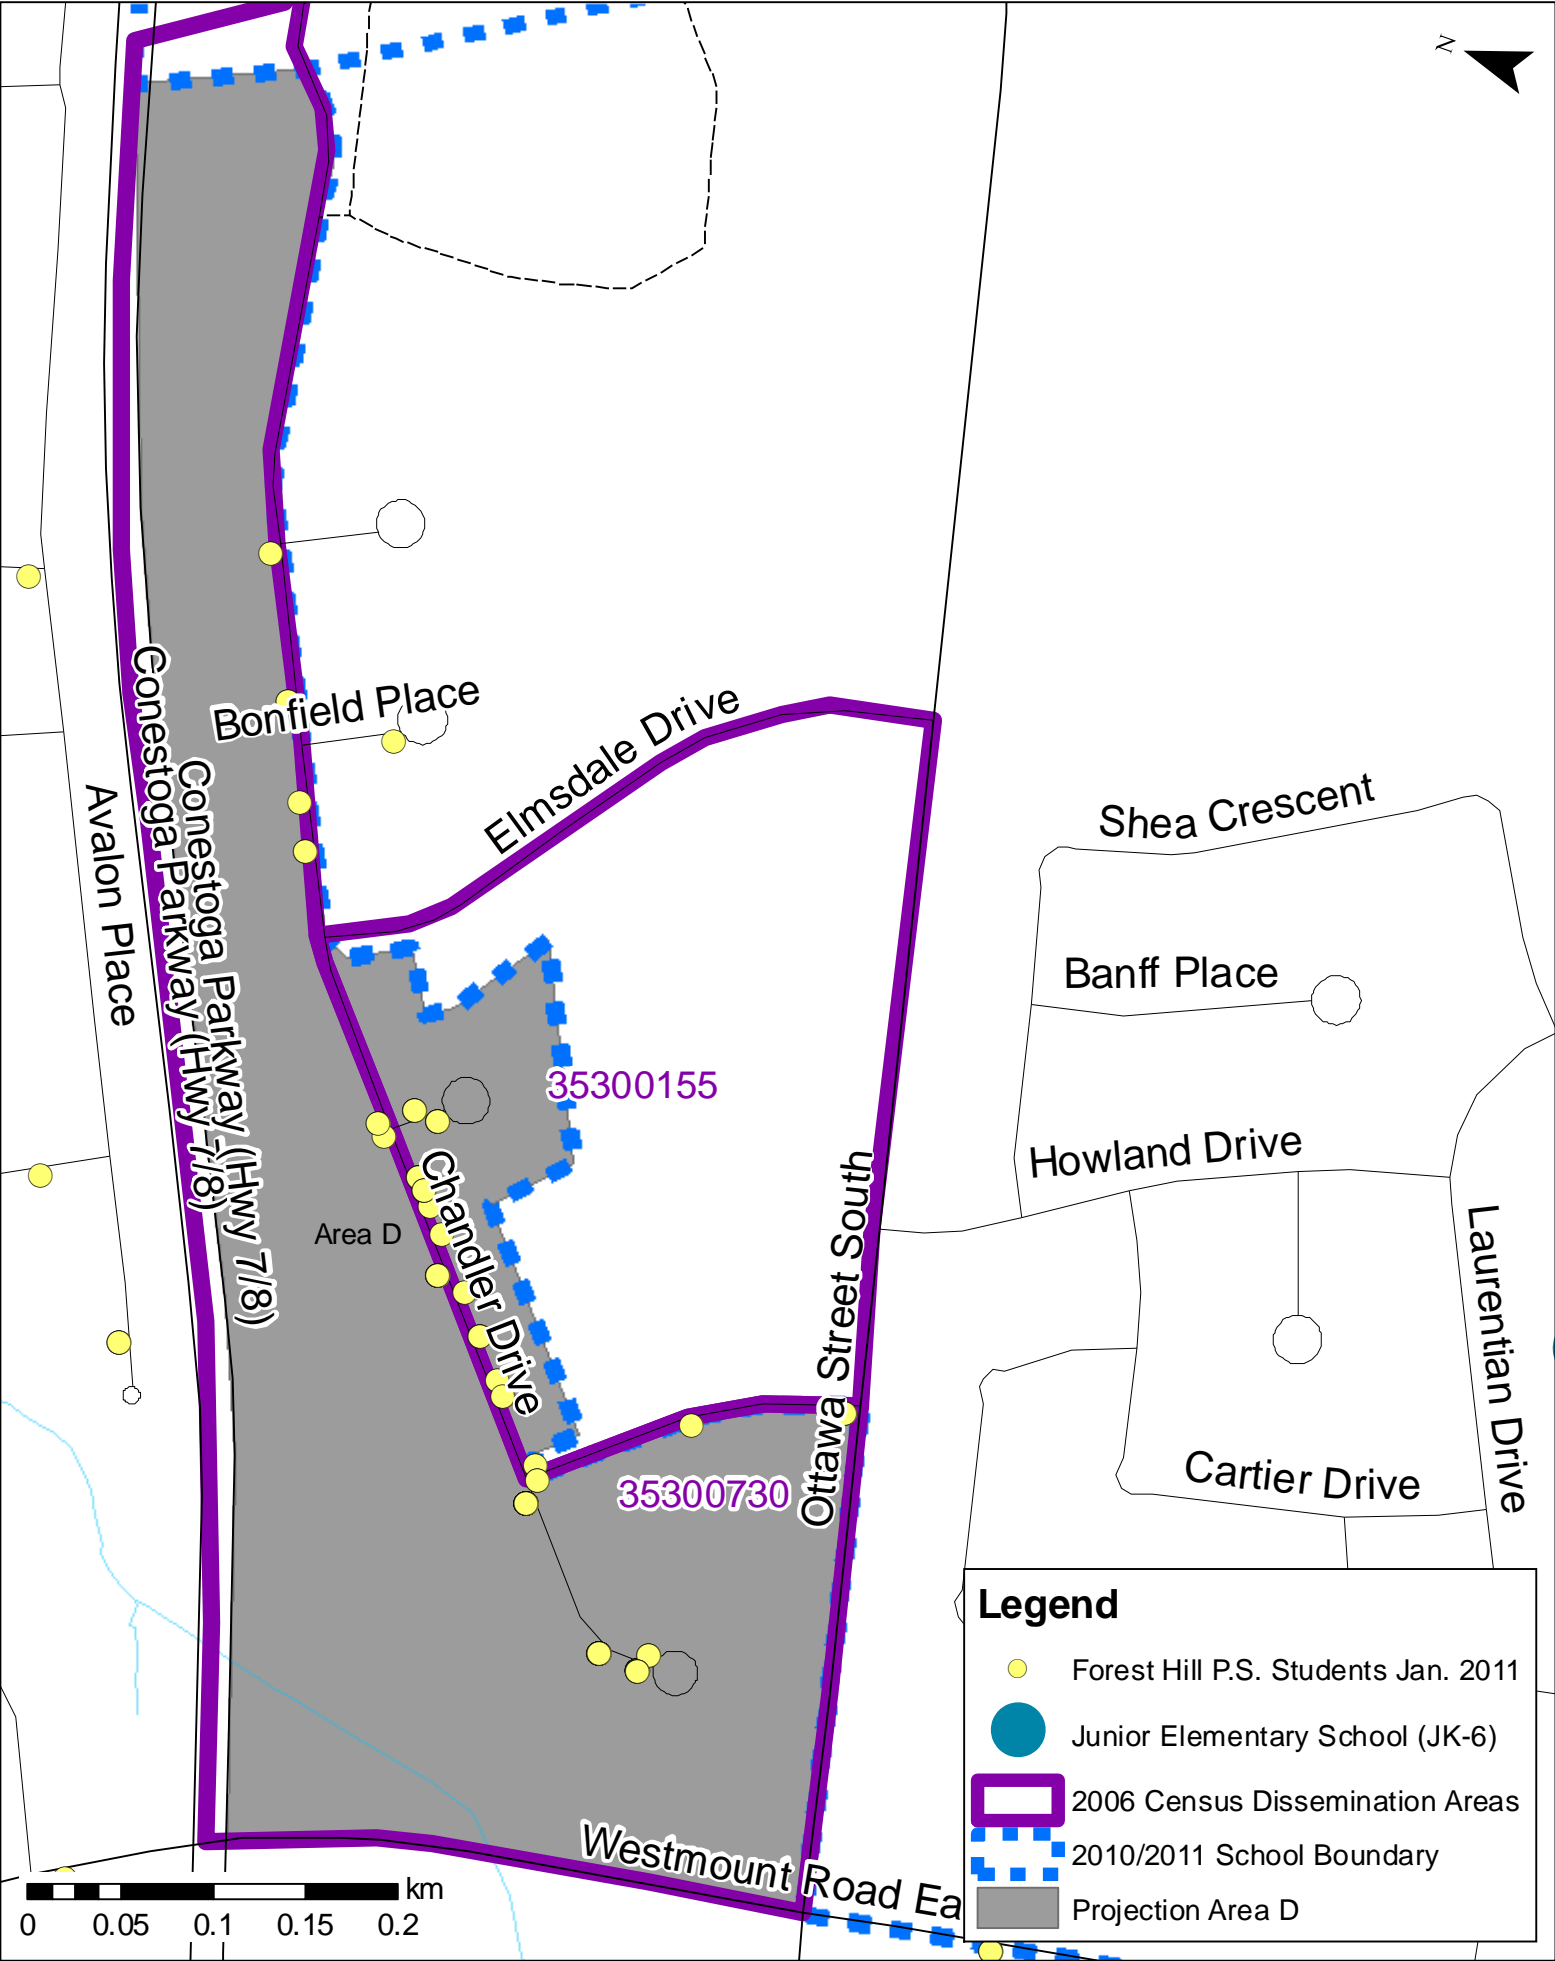 N
Bonfield Place
Elmsdale Drive
Conestoga Parkway (Hwy 7/8)
Conestoga Parkway (Hwy 7/8)
Avalon Place
Shea Crescent
Banff Place
35300155
Howland Drive
Chandler Drive
Area D
Ottawa Street South
Laurentian Drive
Cartier Drive
35300730
Westmount Road Ea
Legend
Forest Hill P.S. Students Jan. 2011
Junior Elementary School (JK-6)
2006 Census Dissemination Areas
2010/2011 School Boundary
Projection Area D
km
0 0.05 0.1 0.15 0.2